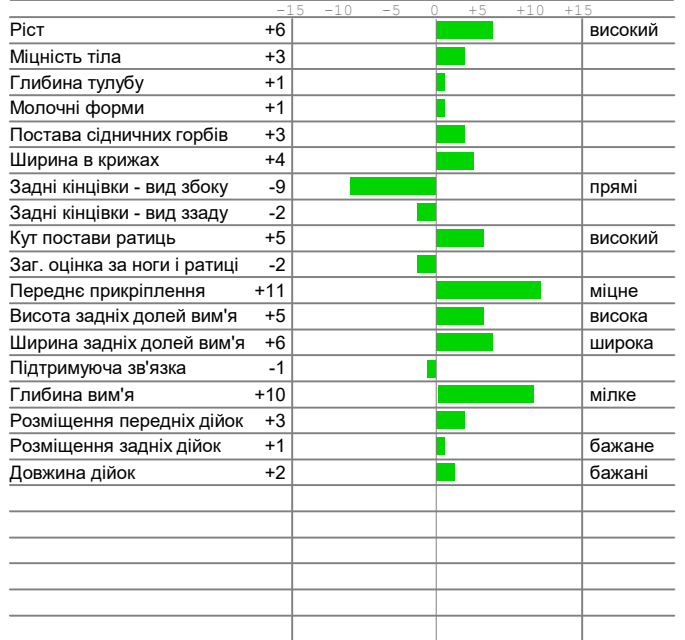 -15 -10 -5 0 +5 +10 +15
Ріст +6 високий
Міцність тіла +3
Глибина тулубу +1
Молочні форми +1
Постава сідничних горбів +3
Ширина в крижах +4
Задні кінцівки - вид збоку -9 прямі
Задні кінцівки - вид ззаду -2
Кут постави ратиць +5 високий
Заг. оцінка за ноги і ратиці -2
Переднє прикріплення +11 міцне
Висота задніх долей вим'я +5 висока
Ширина задніх долей вим'я +6 широка
Підтримуюча зв'язка -1
Глибина вим'я +10 мілке
Розміщення передніх дійок +3
Розміщення задніх дійок +1 бажане
Довжина дійок +2 бажані